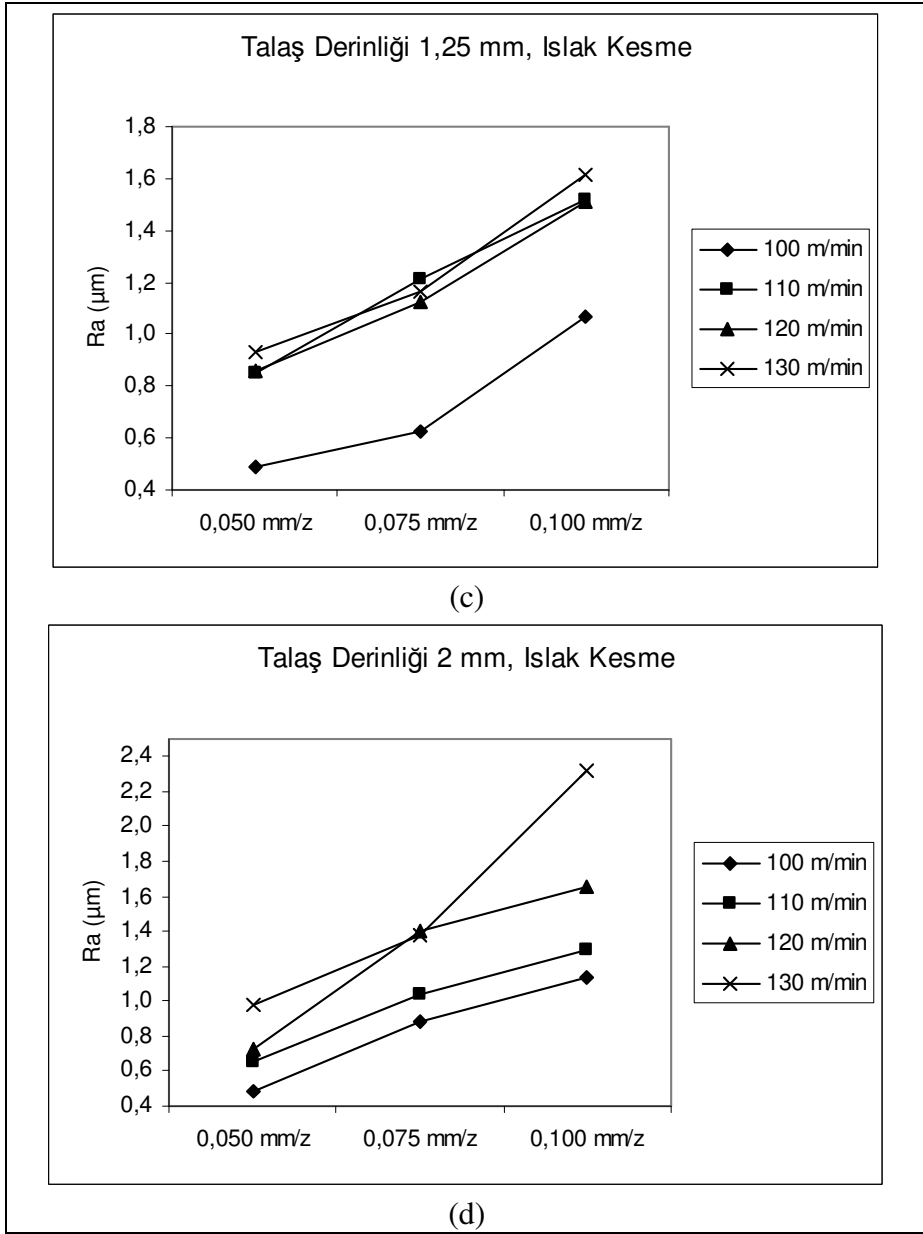 Talaş Derinliği 1,25 mm, Islak Kesme
1,8
1,6
1,4
1,2
1,0
0,8
0,6
0,4
Ra (µm)
0,050 mm/z 0,075 mm/z 0,100 mm/z
100 m/min
110 m/min
120 m/min
130 m/min
(c)
Talaş Derinliği 2 mm, Islak Kesme
2,4
2,2
2,0
1,8
1,6
1,4
1,2
1,0
0,8
0,6
0,4
Ra (µm)
0,050 mm/z 0,075 mm/z 0,100 mm/z
100 m/min
110 m/min
120 m/min
130 m/min
(d)